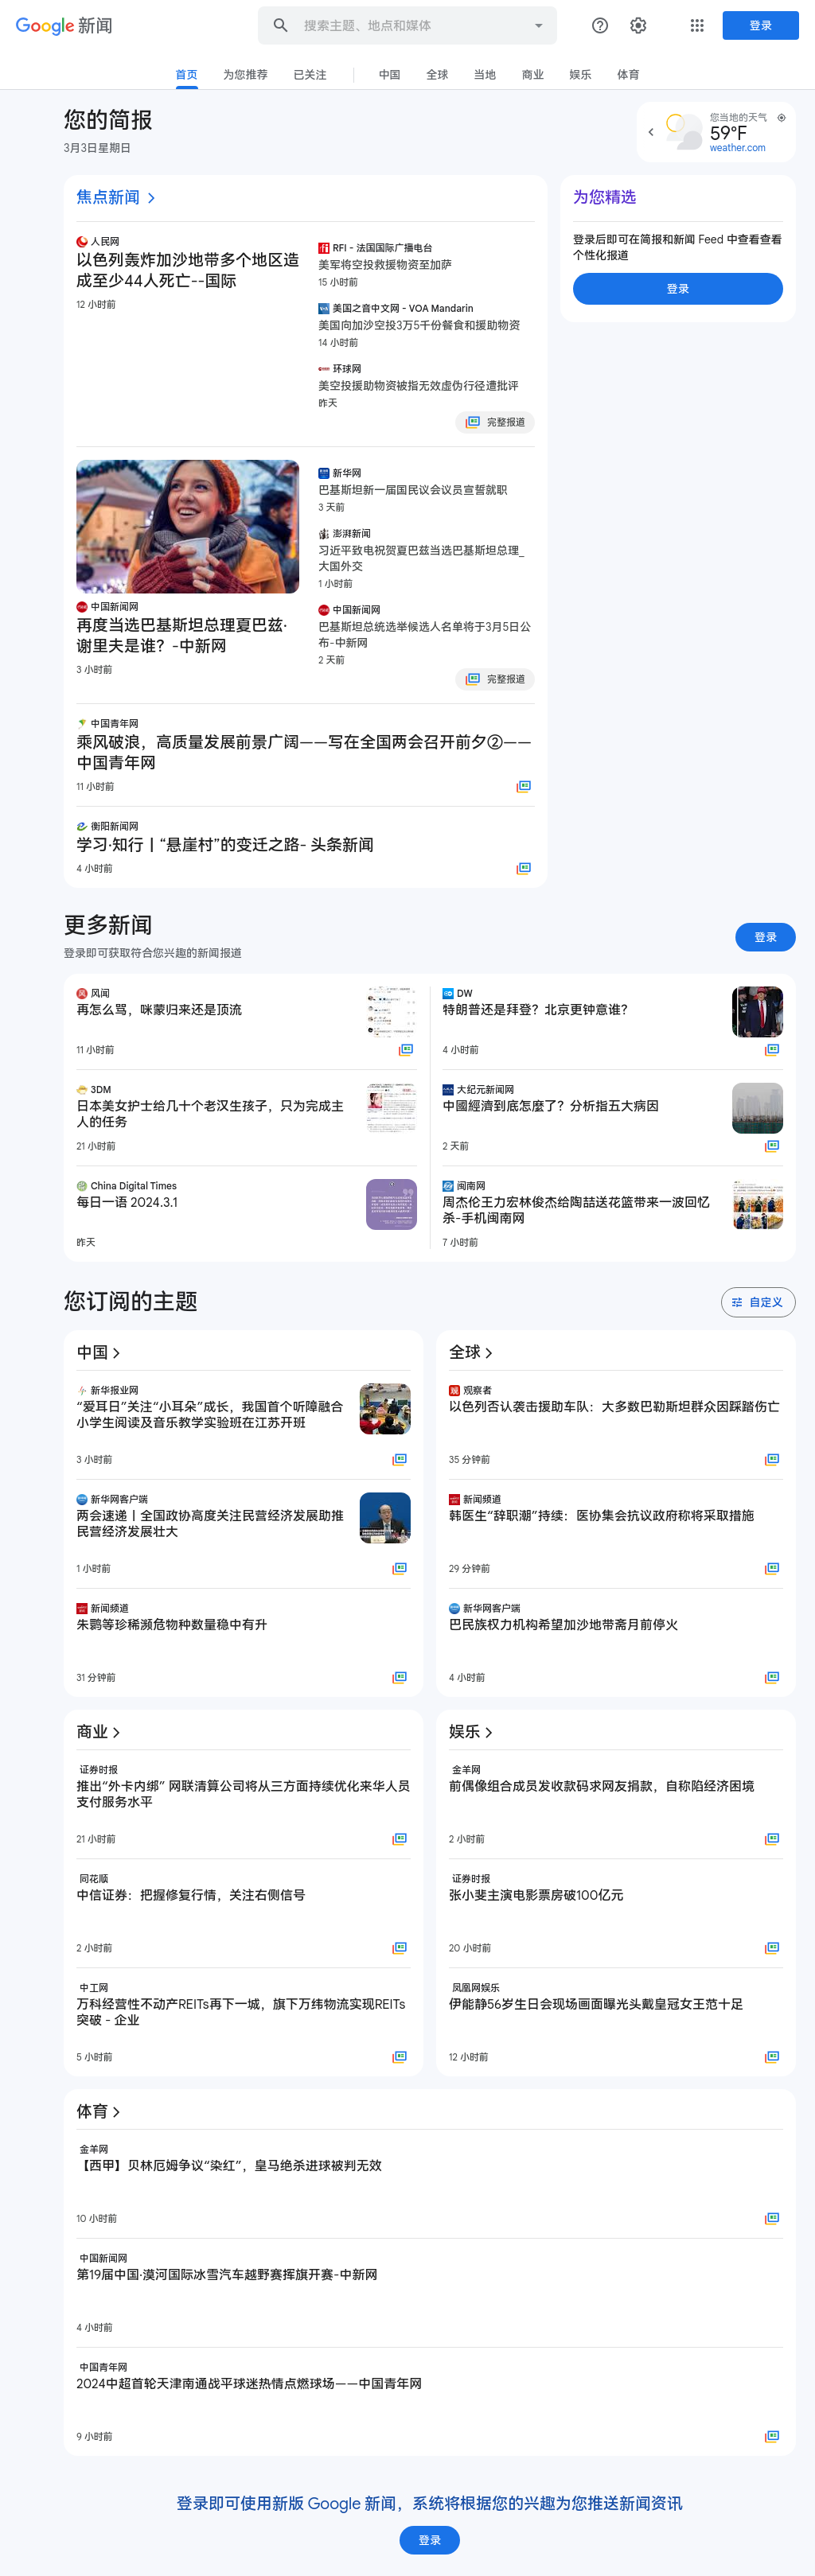 Google 新闻
搜索主题、地点和媒体
登录
首页
为您推荐
已关注
中国
全球
当地
商业
娱乐
体育
您的简报
3月3日星期日
您当地的天气
59°F
weather.com
焦点新闻
人民网
以色列轰炸加沙地带多个地区造
成至少44人死亡--国际
12 小时前
RFI - 法国国际广播电台
美军将空投救援物资至加萨
15 小时前
美国之音中文网 - VOA Mandarin
美国向加沙空投3万5千份餐食和援助物资
14 小时前
环球网
美空投援助物资被指无效虚伪行径遭批评
昨天
完整报道
为您精选
登录后即可在简报和新闻 Feed 中查看查看
个性化报道
登录
中国新闻网
再度当选巴基斯坦总理夏巴兹·
谢里夫是谁？-中新网
3 小时前
新华网
巴基斯坦新一届国民议会议员宣誓就职
3 天前
澎湃新闻
习近平致电祝贺夏巴兹当选巴基斯坦总理_
大国外交
1 小时前
中国新闻网
巴基斯坦总统选举候选人名单将于3月5日公
布-中新网
2 天前
完整报道
中国青年网
乘风破浪，高质量发展前景广阔——写在全国两会召开前夕②——
中国青年网
11 小时前
衡阳新闻网
学习·知行丨“悬崖村”的变迁之路- 头条新闻
4 小时前
更多新闻
登录即可获取符合您兴趣的新闻报道
登录
风闻
再怎么骂，咪蒙归来还是顶流
11 小时前
DW
特朗普还是拜登？北京更钟意谁？
4 小时前
3DM
日本美女护士给几十个老汉生孩子，只为完成主
人的任务
21 小时前
大纪元新闻网
中國經濟到底怎麼了？分析指五大病因
2 天前
China Digital Times
每日一语 2024.3.1
昨天
闽南网
周杰伦王力宏林俊杰给陶喆送花篮带来一波回忆
杀-手机闽南网
7 小时前
您订阅的主题
自定义
中国
新华报业网
“爱耳日”关注“小耳朵”成长，我国首个听障融合
小学生阅读及音乐教学实验班在江苏开班
3 小时前
新华网客户端
两会速递丨全国政协高度关注民营经济发展助推
民营经济发展壮大
1 小时前
新闻频道
朱鹮等珍稀濒危物种数量稳中有升
31 分钟前
全球
观察者
以色列否认袭击援助车队：大多数巴勒斯坦群众因踩踏伤亡
35 分钟前
新闻频道
韩医生“辞职潮”持续：医协集会抗议政府称将采取措施
29 分钟前
新华网客户端
巴民族权力机构希望加沙地带斋月前停火
4 小时前
商业
证券时报
推出“外卡内绑” 网联清算公司将从三方面持续优化来华人员
支付服务水平
21 小时前
同花顺
中信证券：把握修复行情，关注右侧信号
2 小时前
中工网
万科经营性不动产REITs再下一城，旗下万纬物流实现REITs
突破 - 企业
5 小时前
娱乐
金羊网
前偶像组合成员发收款码求网友捐款，自称陷经济困境
2 小时前
证券时报
张小斐主演电影票房破100亿元
20 小时前
凤凰网娱乐
伊能静56岁生日会现场画面曝光头戴皇冠女王范十足
12 小时前
体育
金羊网
【西甲】贝林厄姆争议“染红”，皇马绝杀进球被判无效
10 小时前
中国新闻网
第19届中国·漠河国际冰雪汽车越野赛挥旗开赛-中新网
4 小时前
中国青年网
2024中超首轮天津南通战平球迷热情点燃球场——中国青年网
9 小时前
登录即可使用新版 Google 新闻，系统将根据您的兴趣为您推送新闻资讯
登录